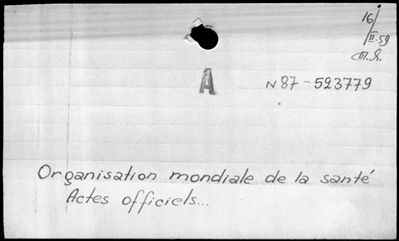 16/II-59
A
N 87-523779
Organisation mondiale de la santé
Actes officiels...